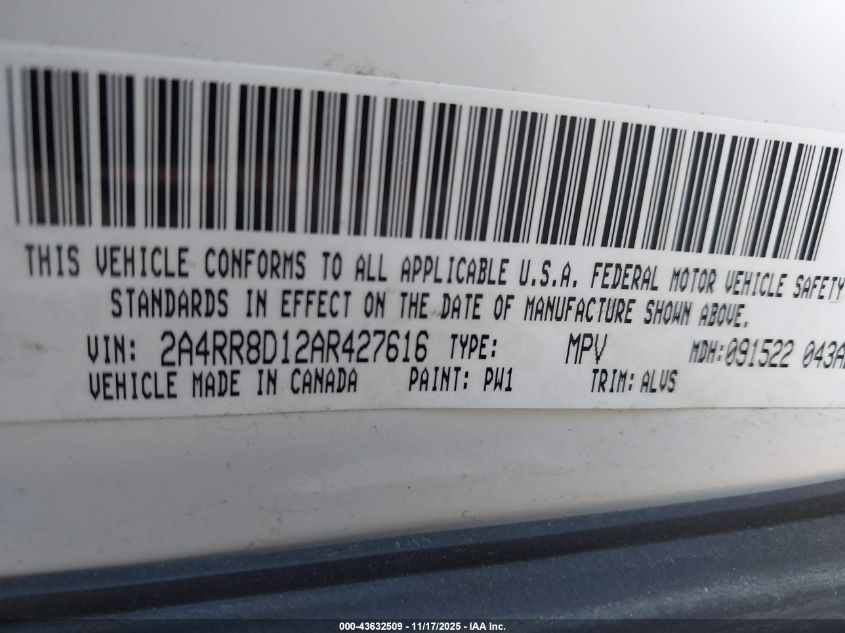 THIS VEHICLE CONFORMS TO ALL APPLICABLE U.S.A. FEDERAL MOTOR VEHICLE SAFETY
STANDARDS IN EFFECT ON THE DATE OF MANUFACTURE SHOWN ABOVE.
VIN: 2A4RR8D12AR427616 TYPE: MPV MDH:091522 043A
VEHICLE MADE IN CANADA PAINT: PW1 TRIM: ALVS
000-43632509 - 11/17/2025 - IAA Inc.